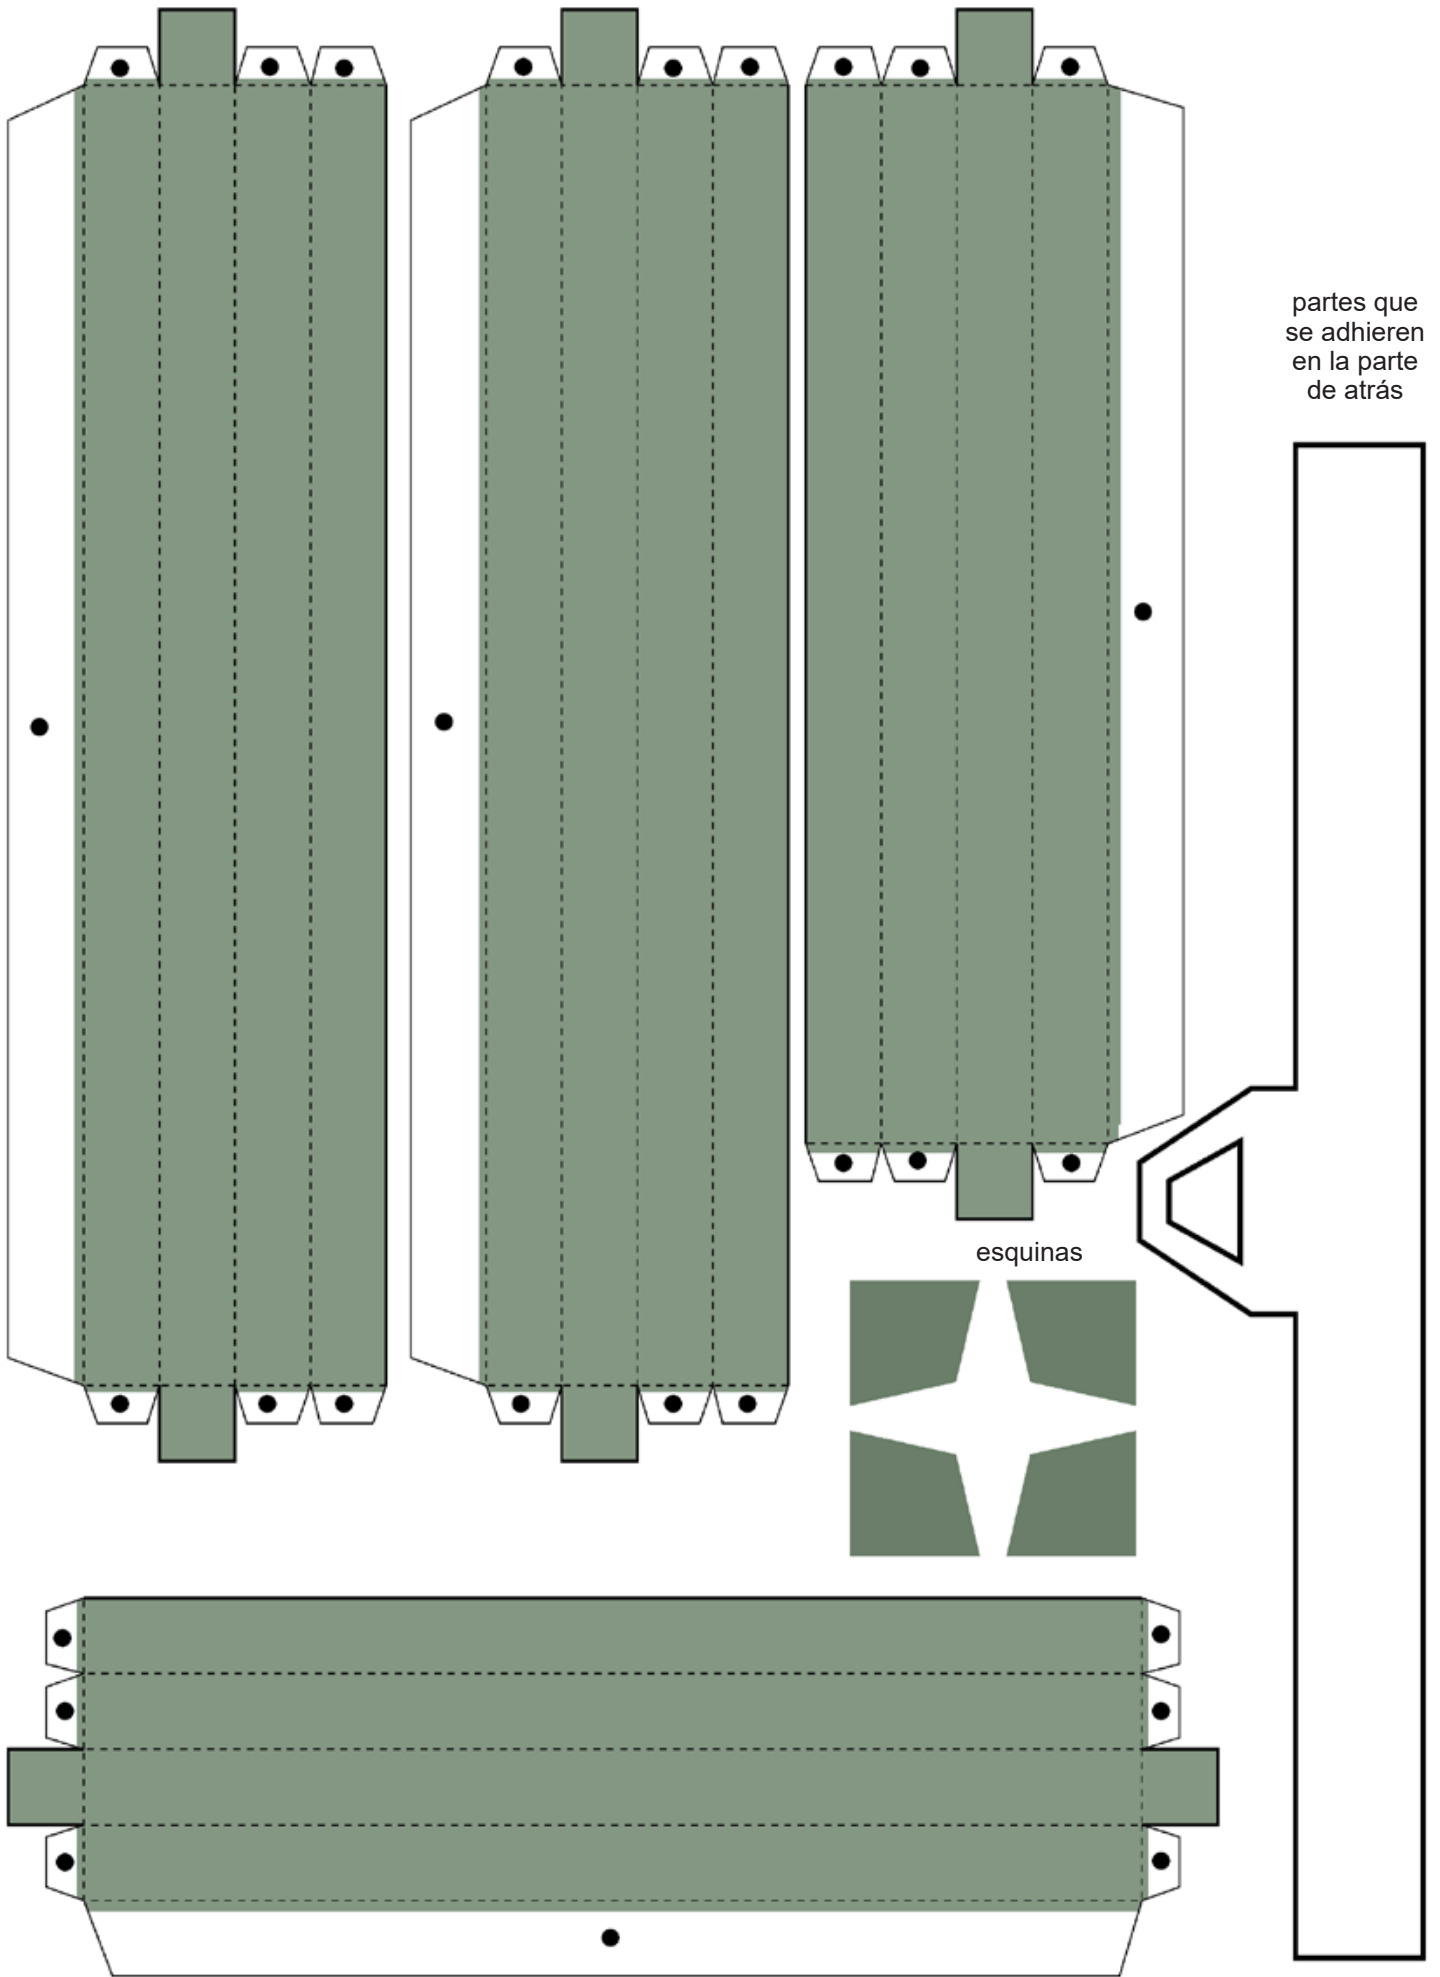 partes que
se adhieren
en la parte
de atrás
esquinas